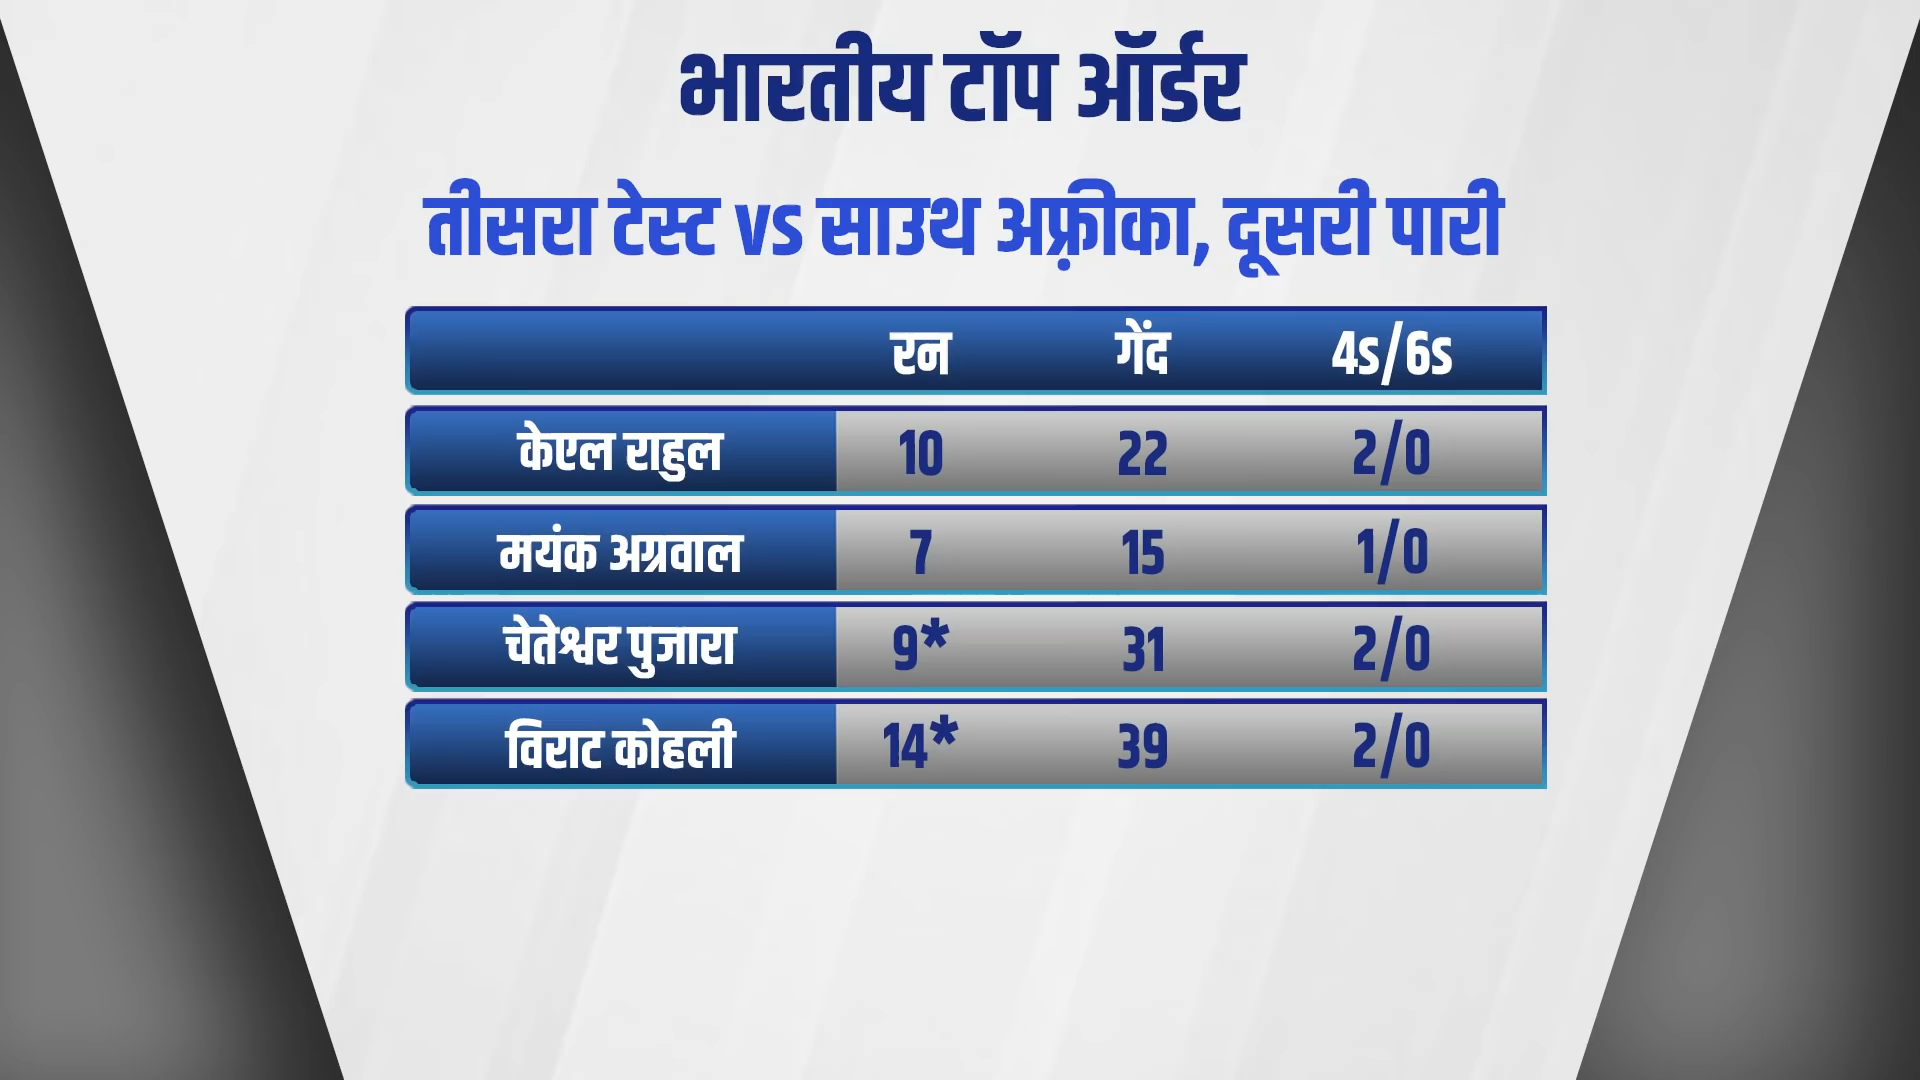 भारतीय टॉप ऑर्डर
तीसरा टेस्ट vs साउथ अफ़्रीका, दूसरी पारी
रन गेंद 4s/6s
केएल राहुल 10 22 2/0
मयंक अग्रवाल 7 15 1/0
चेतेश्वर पुजारा 9* 31 2/0
विराट कोहली 14* 39 2/0